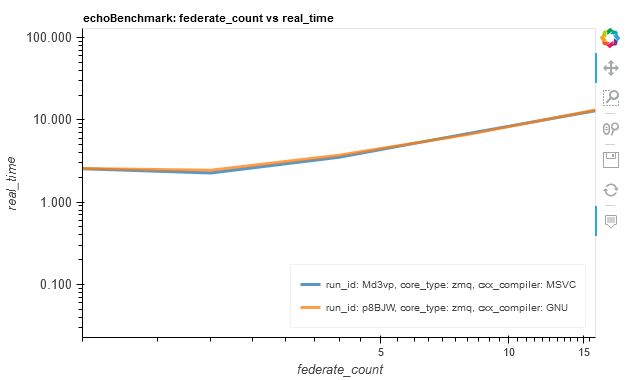 echoBenchmark: federate_count vs real_time
100.000
10.000
1.000
0.100
real_time
run_id: Md3vp, core_type: zmq, cxx_compiler: MSVC
run_id: p8BJW, core_type: zmq, cxx_compiler: GNU
5
10
15
federate_count